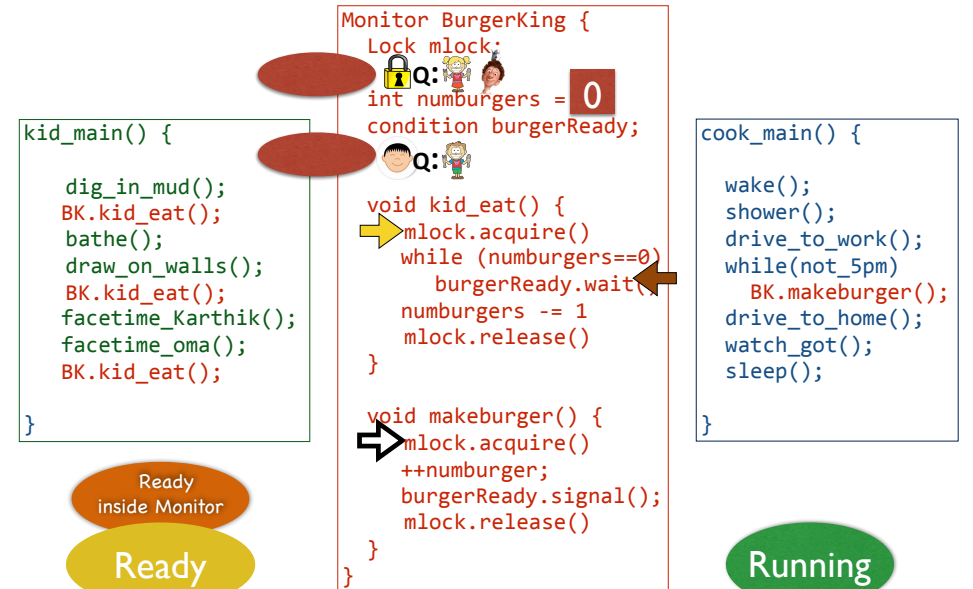 Monitor BurgerKing {
Lock mlock;
Q:
int numburgers = 0
condition burgerReady;
Q:
void kid_eat() {
mlock.acquire()
while (numburgers==0)
burgerReady.wait()
numburgers -= 1
mlock.release()
}
void makeburger() {
mlock.acquire()
++numburger;
burgerReady.signal();
mlock.release()
}
}
kid_main() {
dig_in_mud();
BK.kid_eat();
bathe();
draw_on_walls();
BK.kid_eat();
facetime_Karthik();
facetime_oma();
BK.kid_eat();
}
Ready
inside Monitor
Ready
cook_main() {
wake();
shower();
drive_to_work();
while(not_5pm)
BK.makeburger();
drive_to_home();
watch_got();
sleep();
}
Running